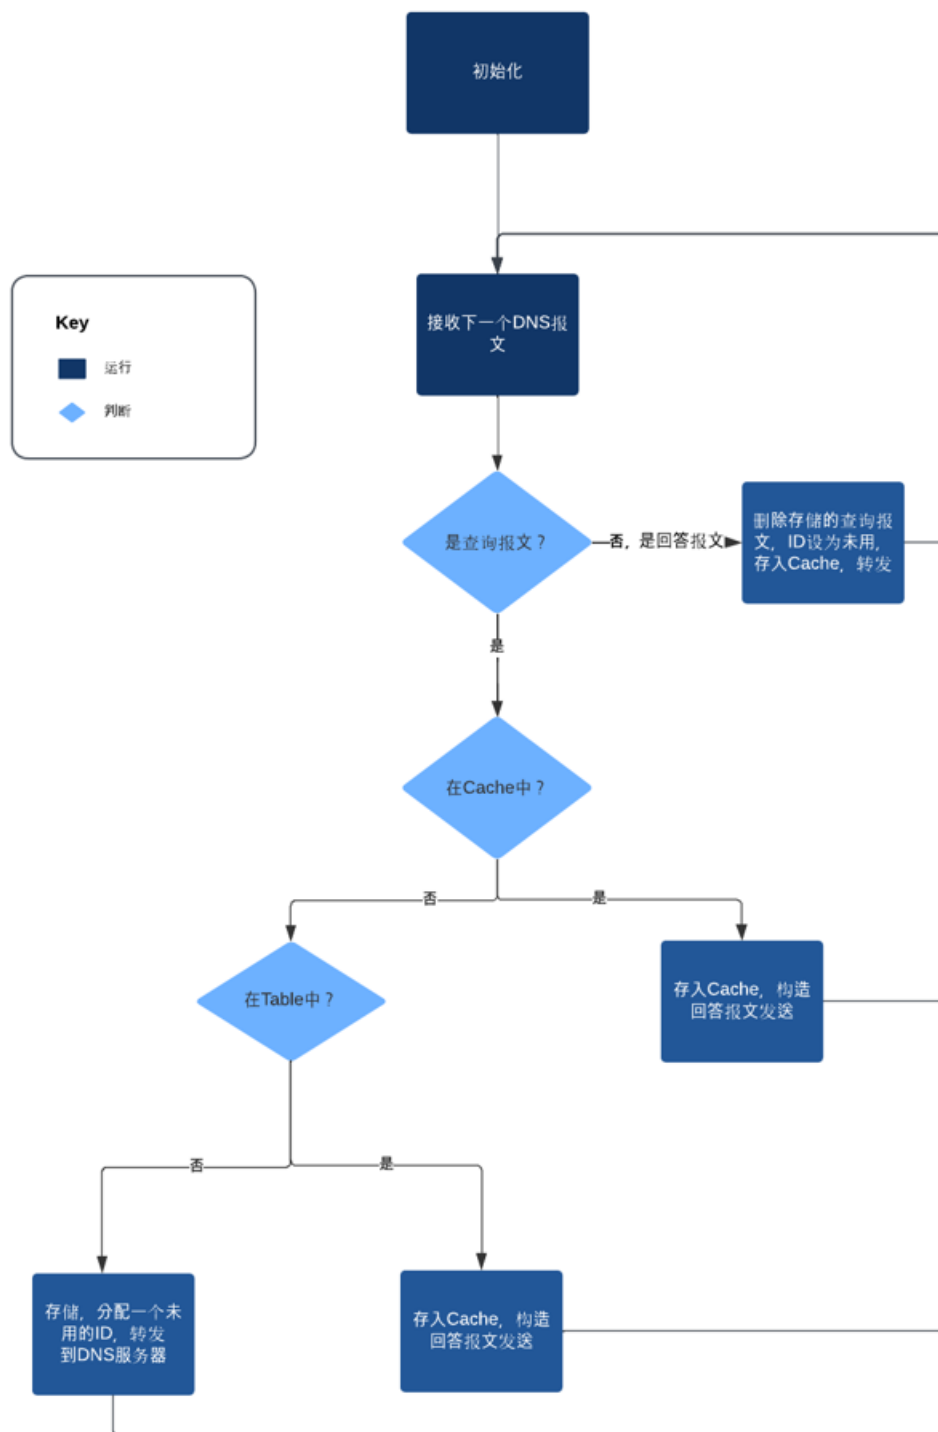 初始化
接收下一个DNS报
文
Key
运行
判断
是查询报文？
否，是回答报文
删除存储的查询报
文，ID设为未用，
存入Cache，转发
是
在Cache中？
否
是
在Table中？
存入Cache，构造
回答报文发送
否
是
存储，分配一个未
用的ID，转发
到DNS服务器
存入Cache，构造
回答报文发送